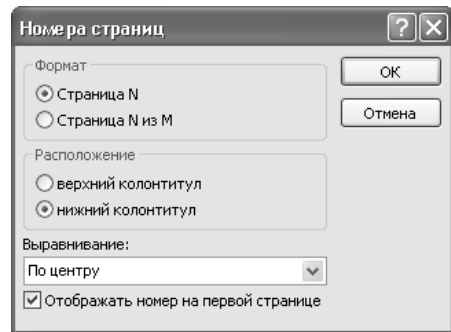 Номера страниц
Формат
ОК
Страница N
Страница N из M
Отмена
Расположение
верхний колонтитул
нижний колонтитул
Выравнивание:
По центру
Отображать номер на первой странице